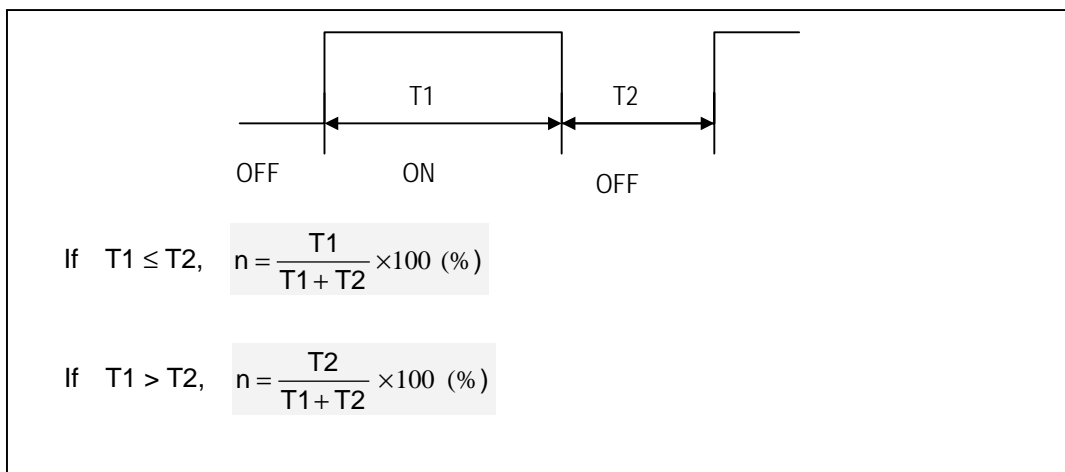 T1 T2
OFF ON OFF
If T1 ≤ T2, n = T1 / (T1 + T2) ×100 (%)
If T1 > T2, n = T2 / (T1 + T2) ×100 (%)